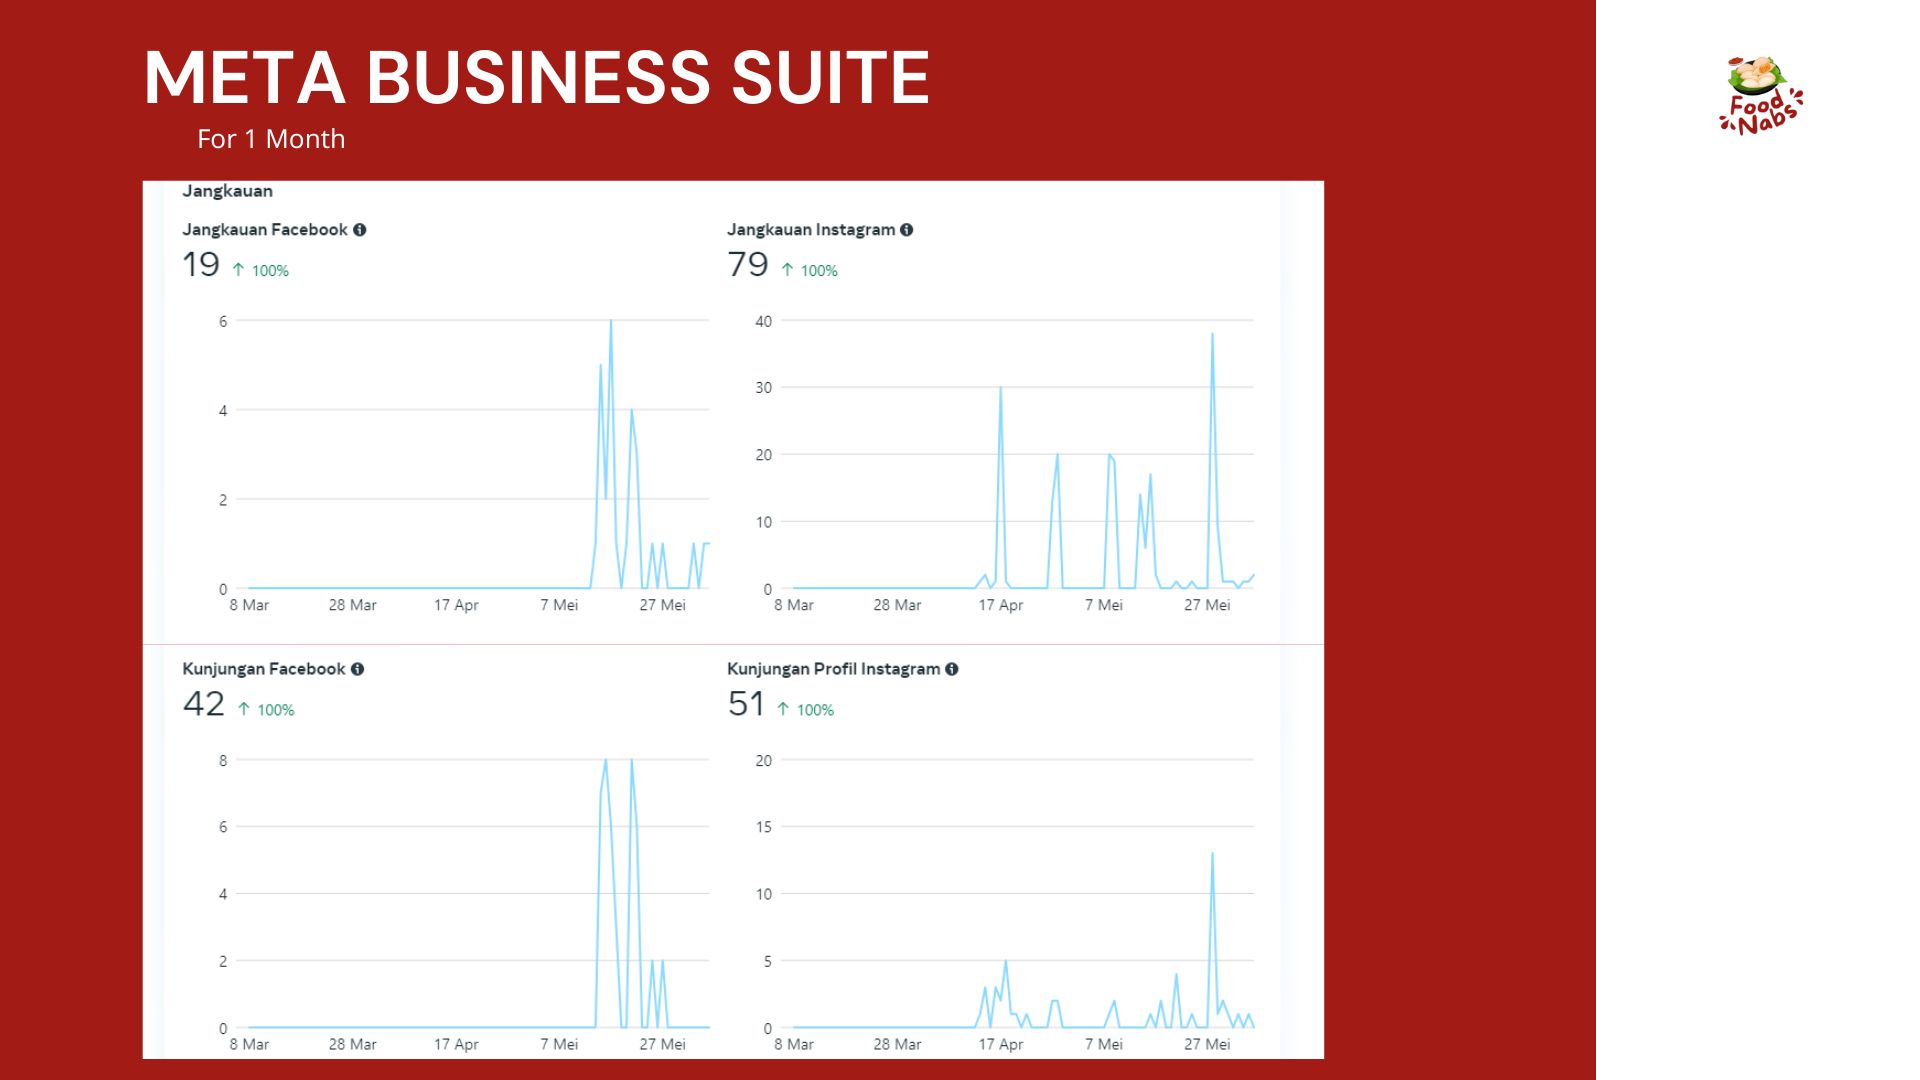 META BUSINESS SUITE
For 1 Month
Food
Nabs
Jangkauan
Jangkauan Facebook
19 ↑ 100%
6
4
2
0
8 Mar 28 Mar 17 Apr 7 Mei 27 Mei
Jangkauan Instagram
79 ↑ 100%
40
30
20
10
0
8 Mar 28 Mar 17 Apr 7 Mei 27 Mei
Kunjungan Facebook
42 ↑ 100%
8
6
4
2
0
8 Mar 28 Mar 17 Apr 7 Mei 27 Mei
Kunjungan Profil Instagram
51 ↑ 100%
20
15
10
5
0
8 Mar 28 Mar 17 Apr 7 Mei 27 Mei